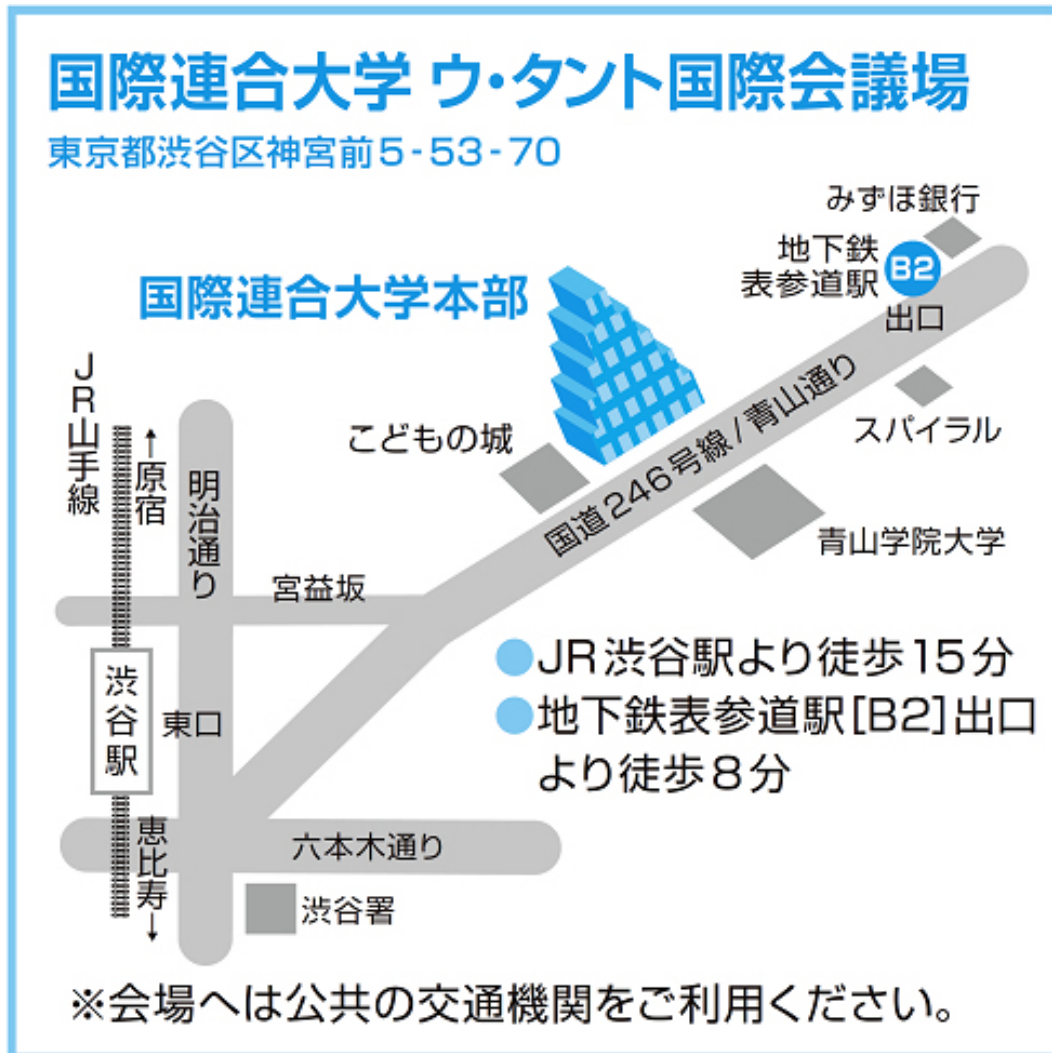 国際連合大学 ウ・タント国際会議場
東京都渋谷区神宮前5-53-70
みずほ銀行
地下鉄
表参道駅
B2
出口
国際連合大学本部
JR山手線
←原宿
明治通り
こどもの城
国道246号線/青山通り
スパイラル
青山学院大学
宮益坂
渋谷駅
東口
●JR渋谷駅より徒歩15分
●地下鉄表参道駅[B2]出口
より徒歩8分
恵比寿→
六本木通り
渋谷署
※会場へは公共の交通機関をご利用ください。